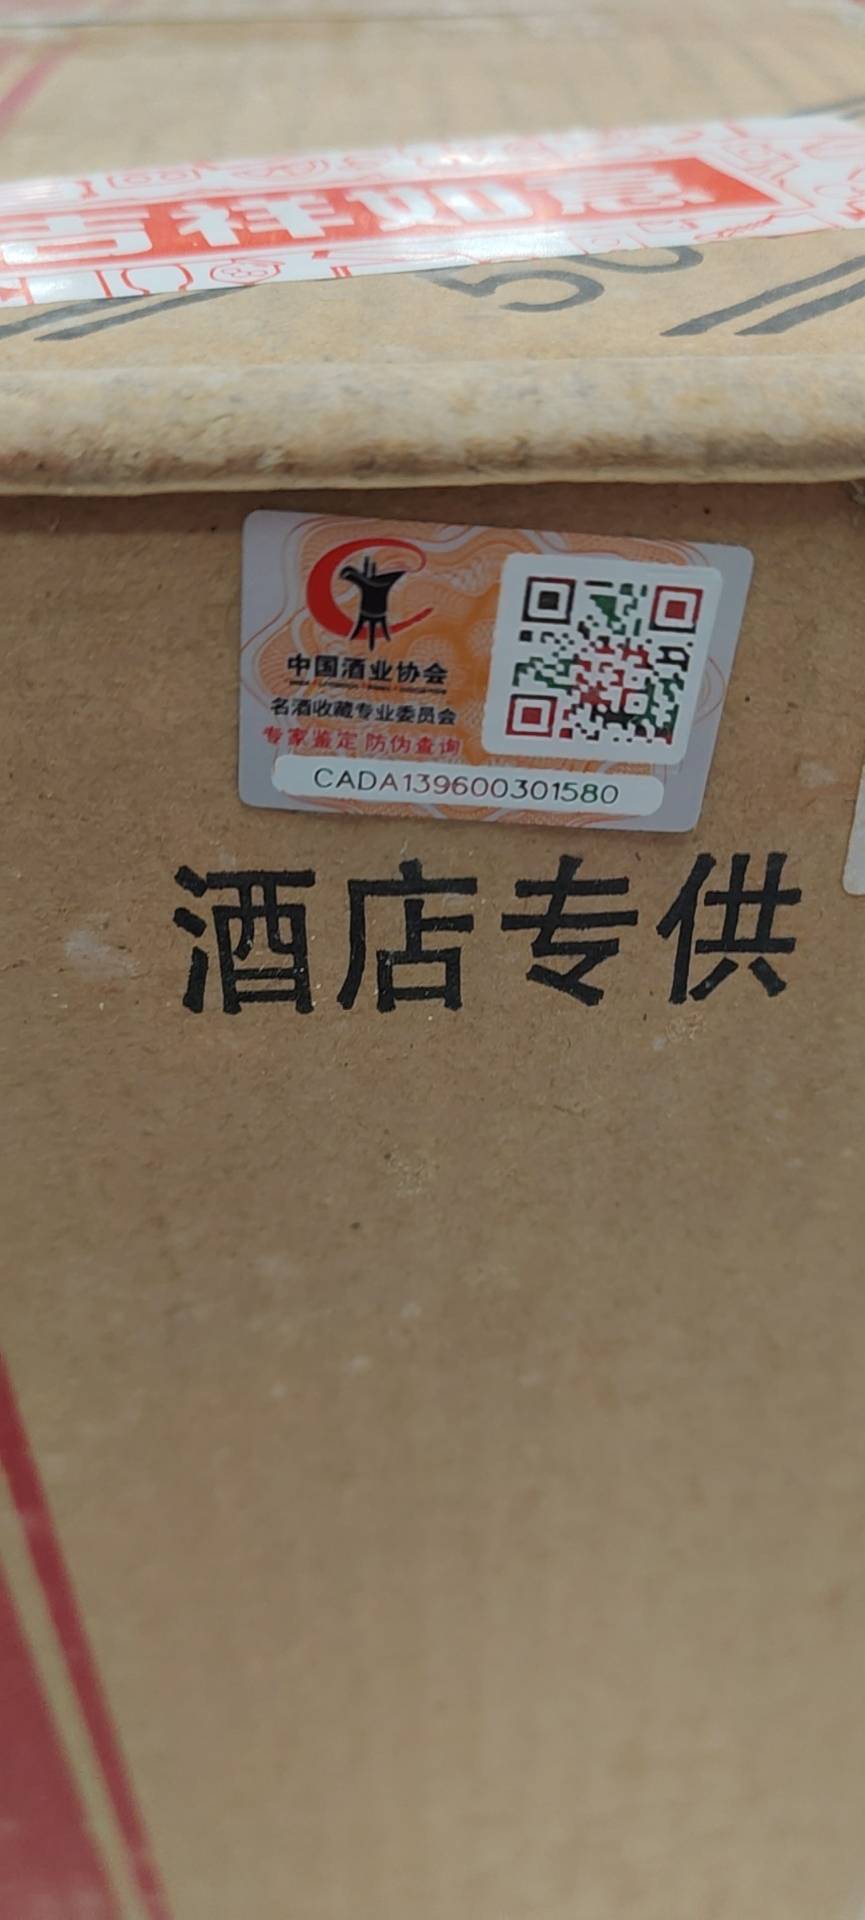 吉祥如意
50
中国酒业协会
名酒收藏专业委员会
专家鉴定 防伪查询
CADA139600301580
酒店专供